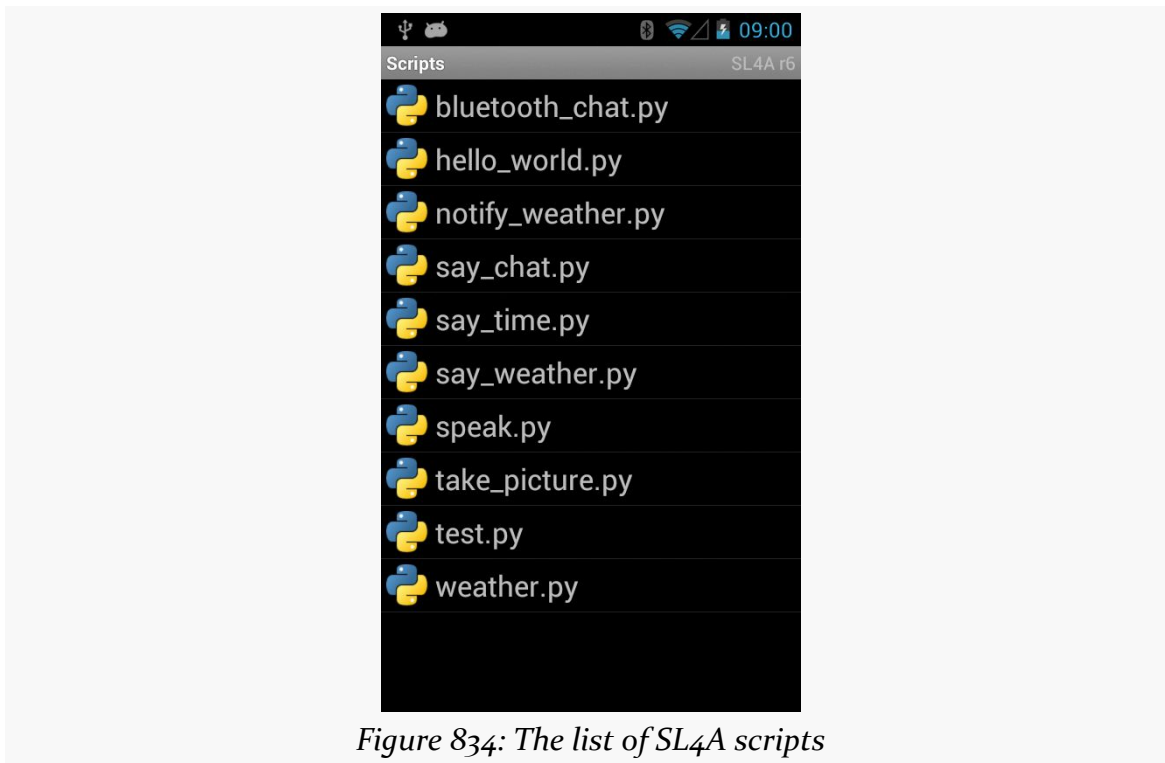 09:00
Scripts SL4A r6
bluetooth_chat.py
hello_world.py
notify_weather.py
say_chat.py
say_time.py
say_weather.py
speak.py
take_picture.py
test.py
weather.py
Figure 834: The list of SL4A scripts